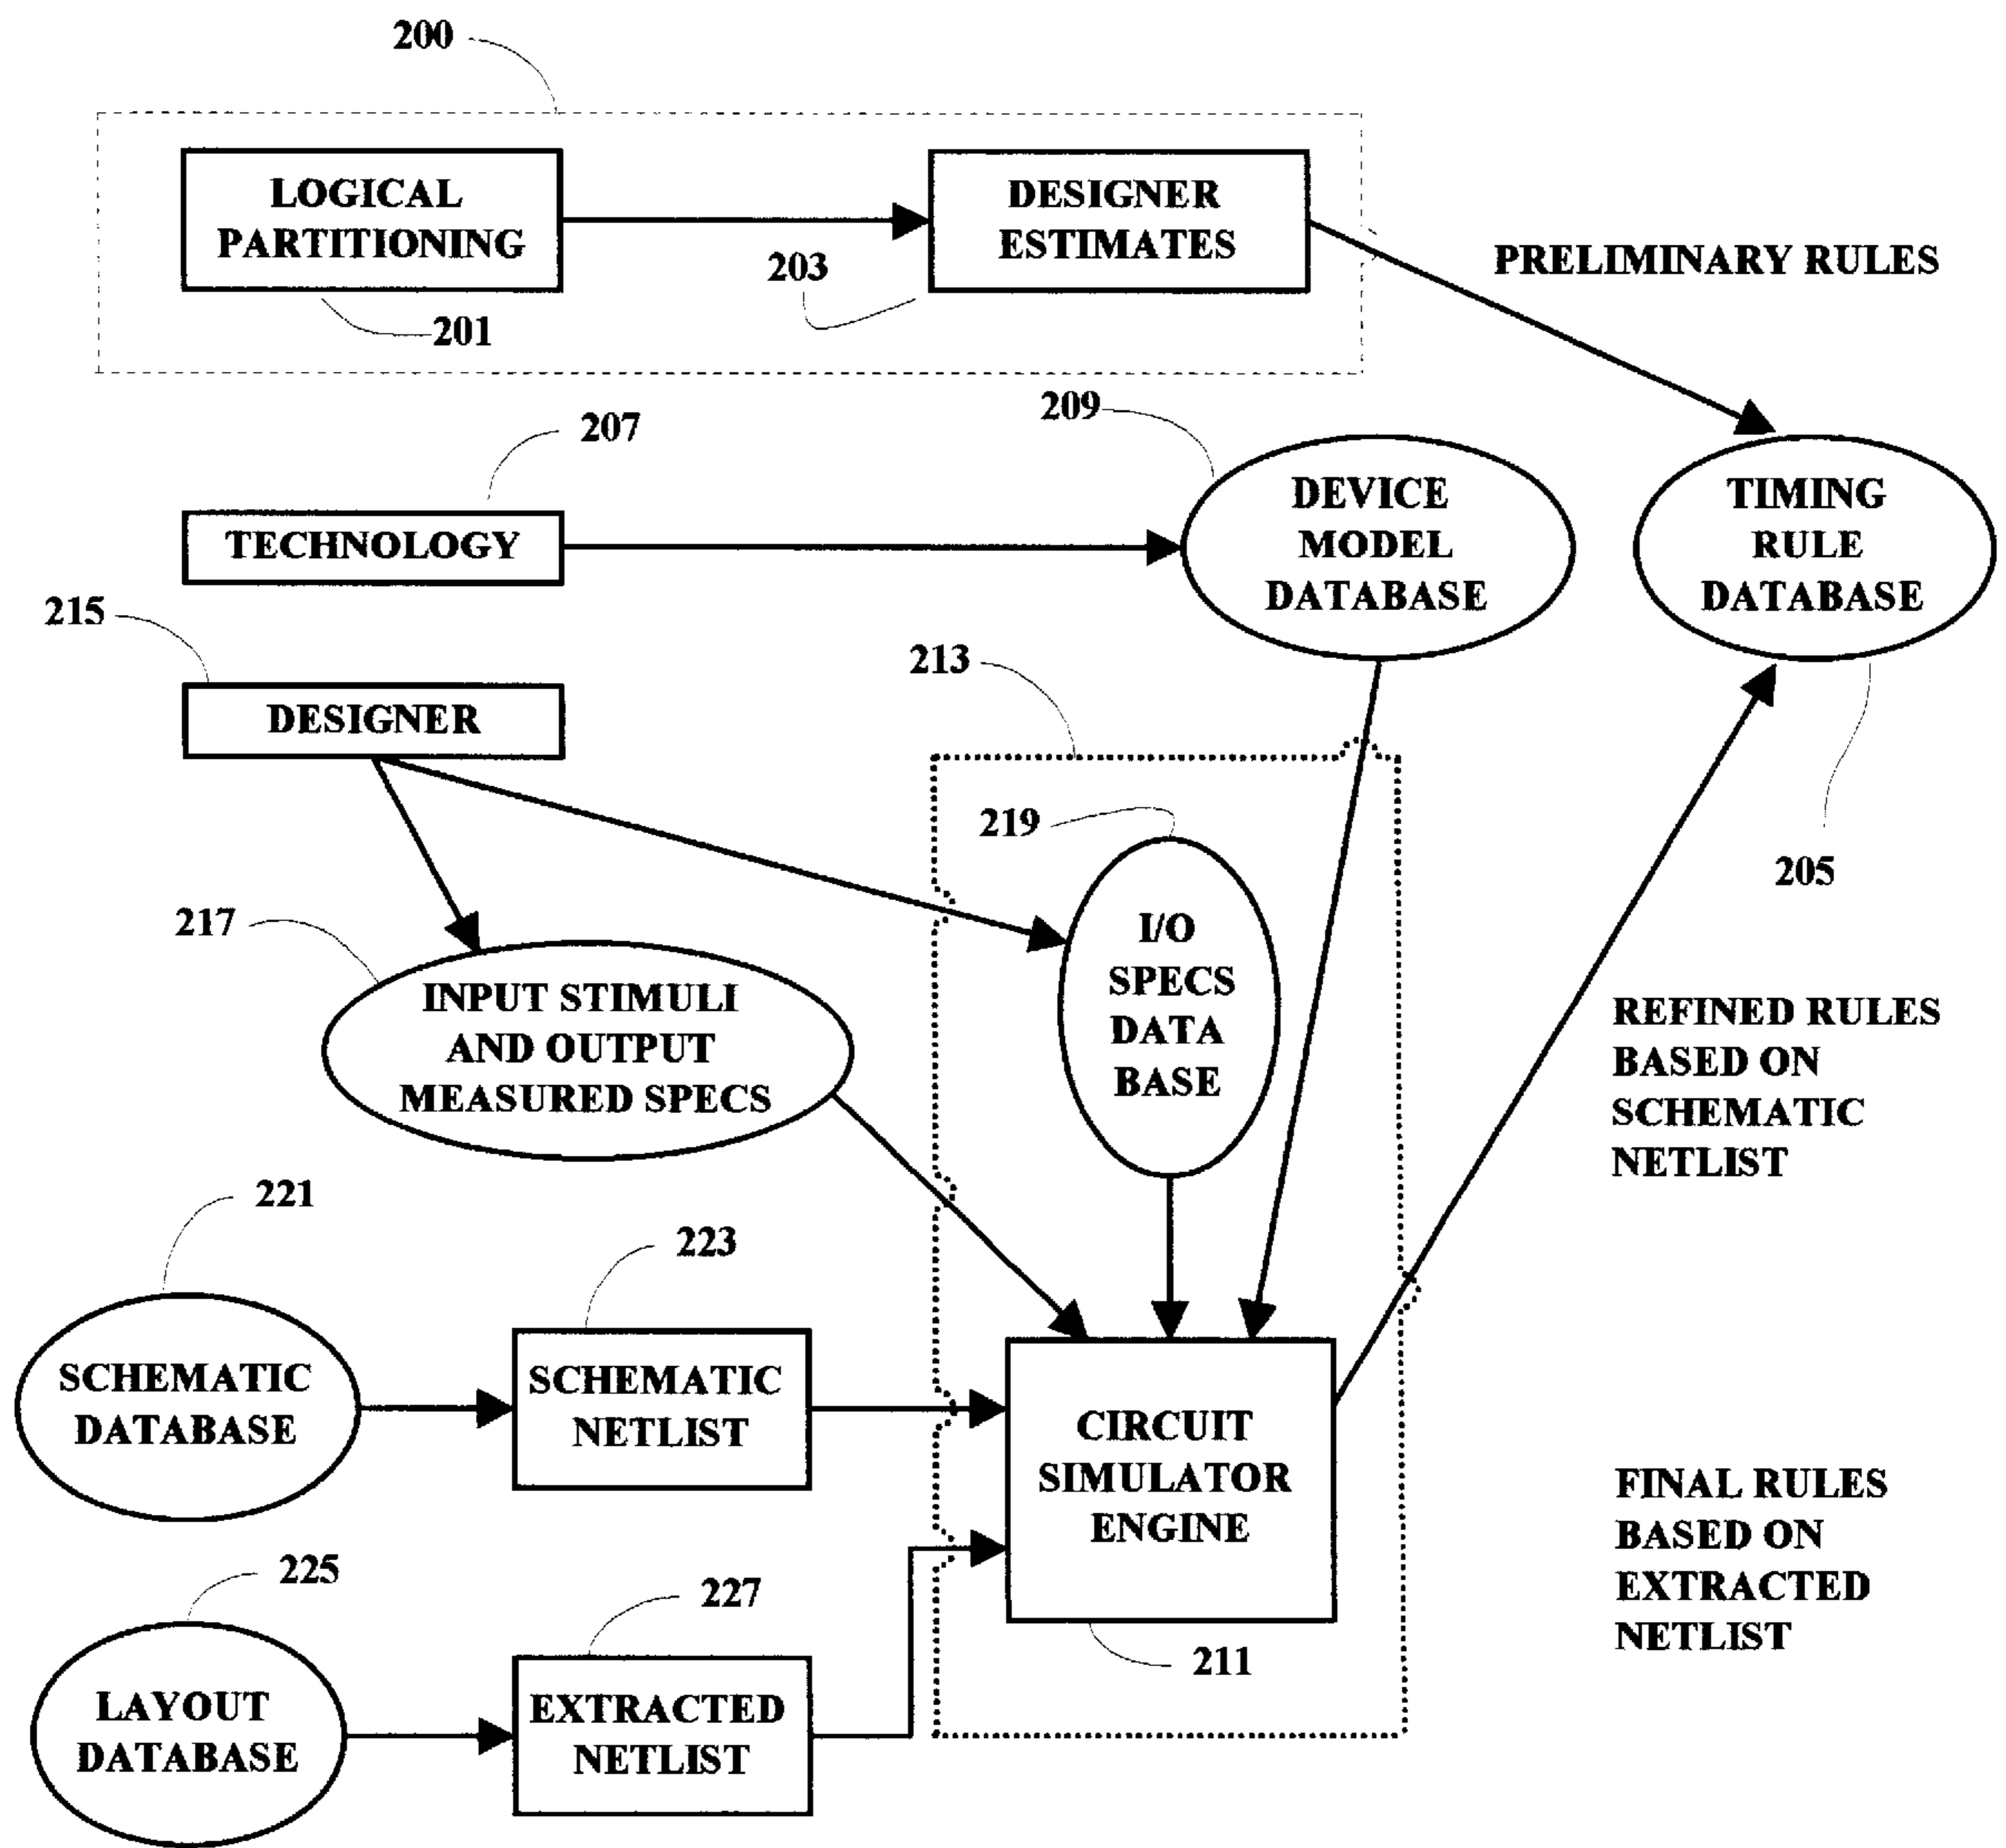 200
LOGICAL
PARTITIONING
201
DESIGNER
ESTIMATES
203
PRELIMINARY RULES
207
TECHNOLOGY
209
DEVICE
MODEL
DATABASE
TIMING
RULE
DATABASE
205
215
DESIGNER
213
219
I/O
SPECS
DATA
BASE
217
INPUT STIMULI
AND OUTPUT
MEASURED SPECS
REFINED RULES
BASED ON
SCHEMATIC
NETLIST
221
SCHEMATIC
DATABASE
223
SCHEMATIC
NETLIST
CIRCUIT
SIMULATOR
ENGINE
211
FINAL RULES
BASED ON
EXTRACTED
NETLIST
225
LAYOUT
DATABASE
227
EXTRACTED
NETLIST